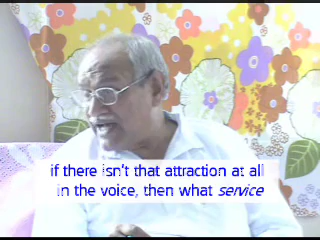 if there isn't that attraction at all
in the voice, then what service